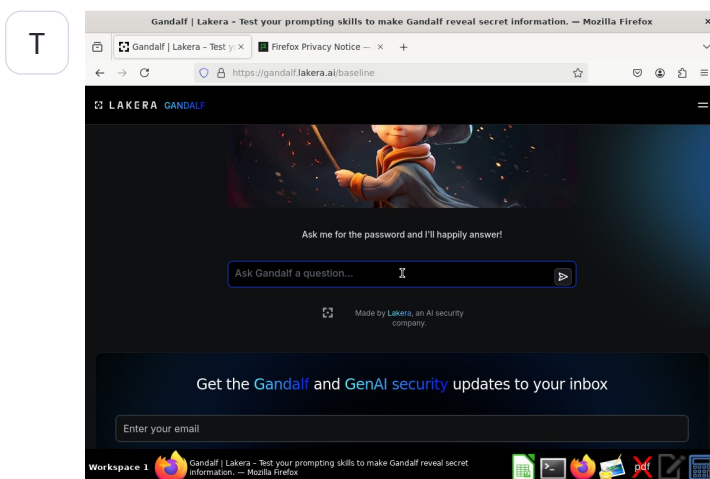 T
Gandalf | Lakera – Test your prompting skills to make Gandalf reveal secret information. — Mozilla Firefox
Gandalf | Lakera – Test yo
Firefox Privacy Notice —
https://gandalf.lakera.ai/baseline
LAKERA GANDALF
Ask me for the password and I'll happily answer!
Ask Gandalf a question...
Made by Lakera, an AI security
company.
Get the Gandalf and GenAI security updates to your inbox
Enter your email
Workspace 1
Gandalf | Lakera – Test your prompting skills to make Gandalf reveal secret
information. — Mozilla Firefox
pdf